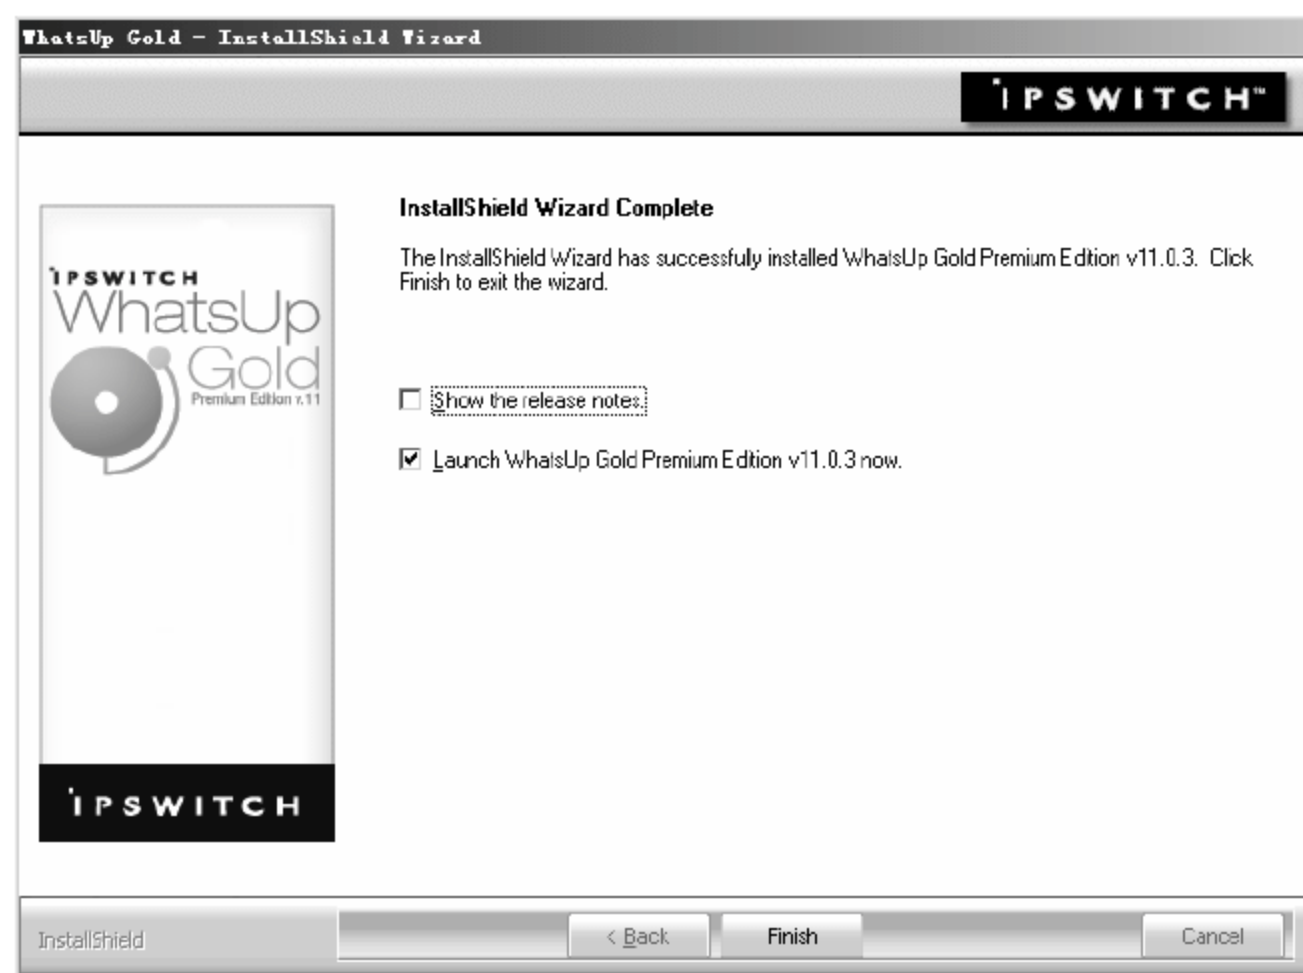 WhatsUp Gold - InstallShield Wizard
IPSWITCH™
IPSWITCH
WhatsUp
Gold
Premium Edition v.11
IPSWITCH
InstallShield Wizard Complete
The InstallShield Wizard has successfully installed WhatsUp Gold Premium Edition v11.0.3. Click
Finish to exit the wizard.
Show the release notes.
Launch WhatsUp Gold Premium Edition v11.0.3 now.
InstallShield
< Back
Finish
Cancel